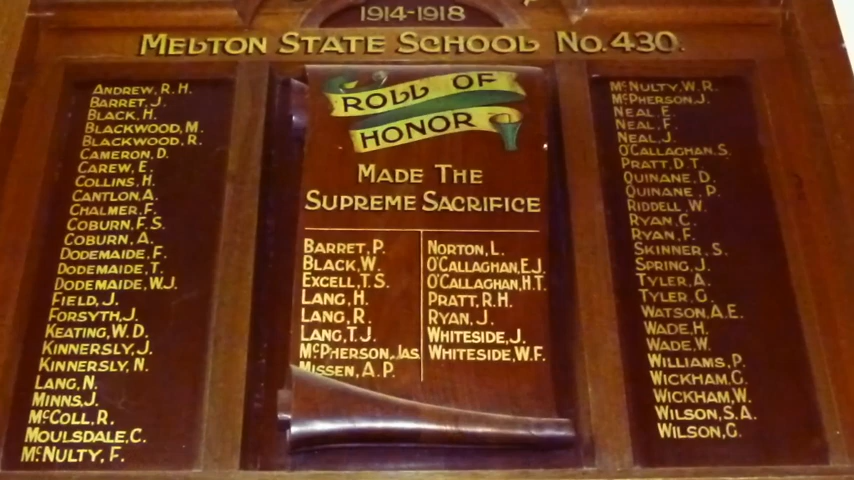 1914-1918
MELTON STATE SCHOOL No. 430.
ANDREW, R. H.
BARRET, J.
BLACK, H.
BLACKWOOD, M.
BLACKWOOD, R.
CAMERON, D.
CAREW, E.
COLLINS, H.
CANTLON, A.
CHALMER, F.
COBURN, F. S.
COBURN, A.
DODEMAIDE, F.
DODEMAIDE, T.
DODEMAIDE, W.J.
FIELD, J.
FORSYTH, J.
KEATING, W. D.
KINNERSLY, J.
KINNERSLY, N.
LANG, N.
MINNS, J.
McCOLL, R.
MOULSDALE, C.
McNULTY, F.
ROLL OF
HONOR
MADE THE
SUPREME SACRIFICE
BARRET, P.
BLACK, W.
EXCELL, T. S.
LANG, H.
LANG, R.
LANG, T. J.
McPHERSON, JAS.
MISSEN, A. P.
NORTON, L.
O'CALLAGHAN, E.J.
O'CALLAGHAN, H.T.
PRATT, R.H.
RYAN, J.
WHITESIDE, J.
WHITESIDE, W.F.
McNULTY, W. R.
McPHERSON, J.
NEAL, E.
NEAL, F.
NEAL, J.
O'CALLAGHAN, S.
PRATT, D.T.
QUINANE, D.
QUINANE, P.
RIDDELL, W.
RYAN, C.
RYAN, F.
SKINNER, S.
SPRING, J.
TYLER, A.
TYLER, G.
WATSON, A.E.
WADE, H.
WADE, W.
WILLIAMS, P.
WICKHAM, G.
WICKHAM, W.
WILSON, S.A.
WILSON, G.